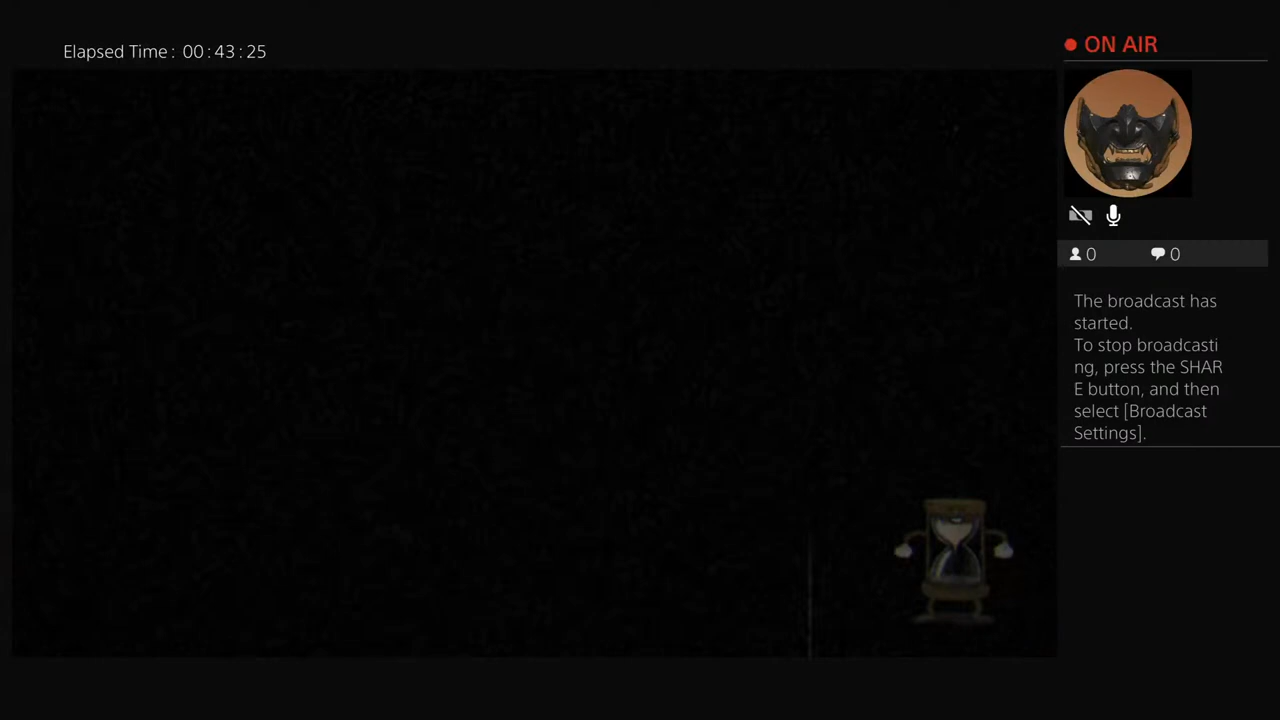 Elapsed Time: 00:43:25
ON AIR
0 0
The broadcast has
started.
To stop broadcasti
ng, press the SHAR
E button, and then
select [Broadcast
Settings].